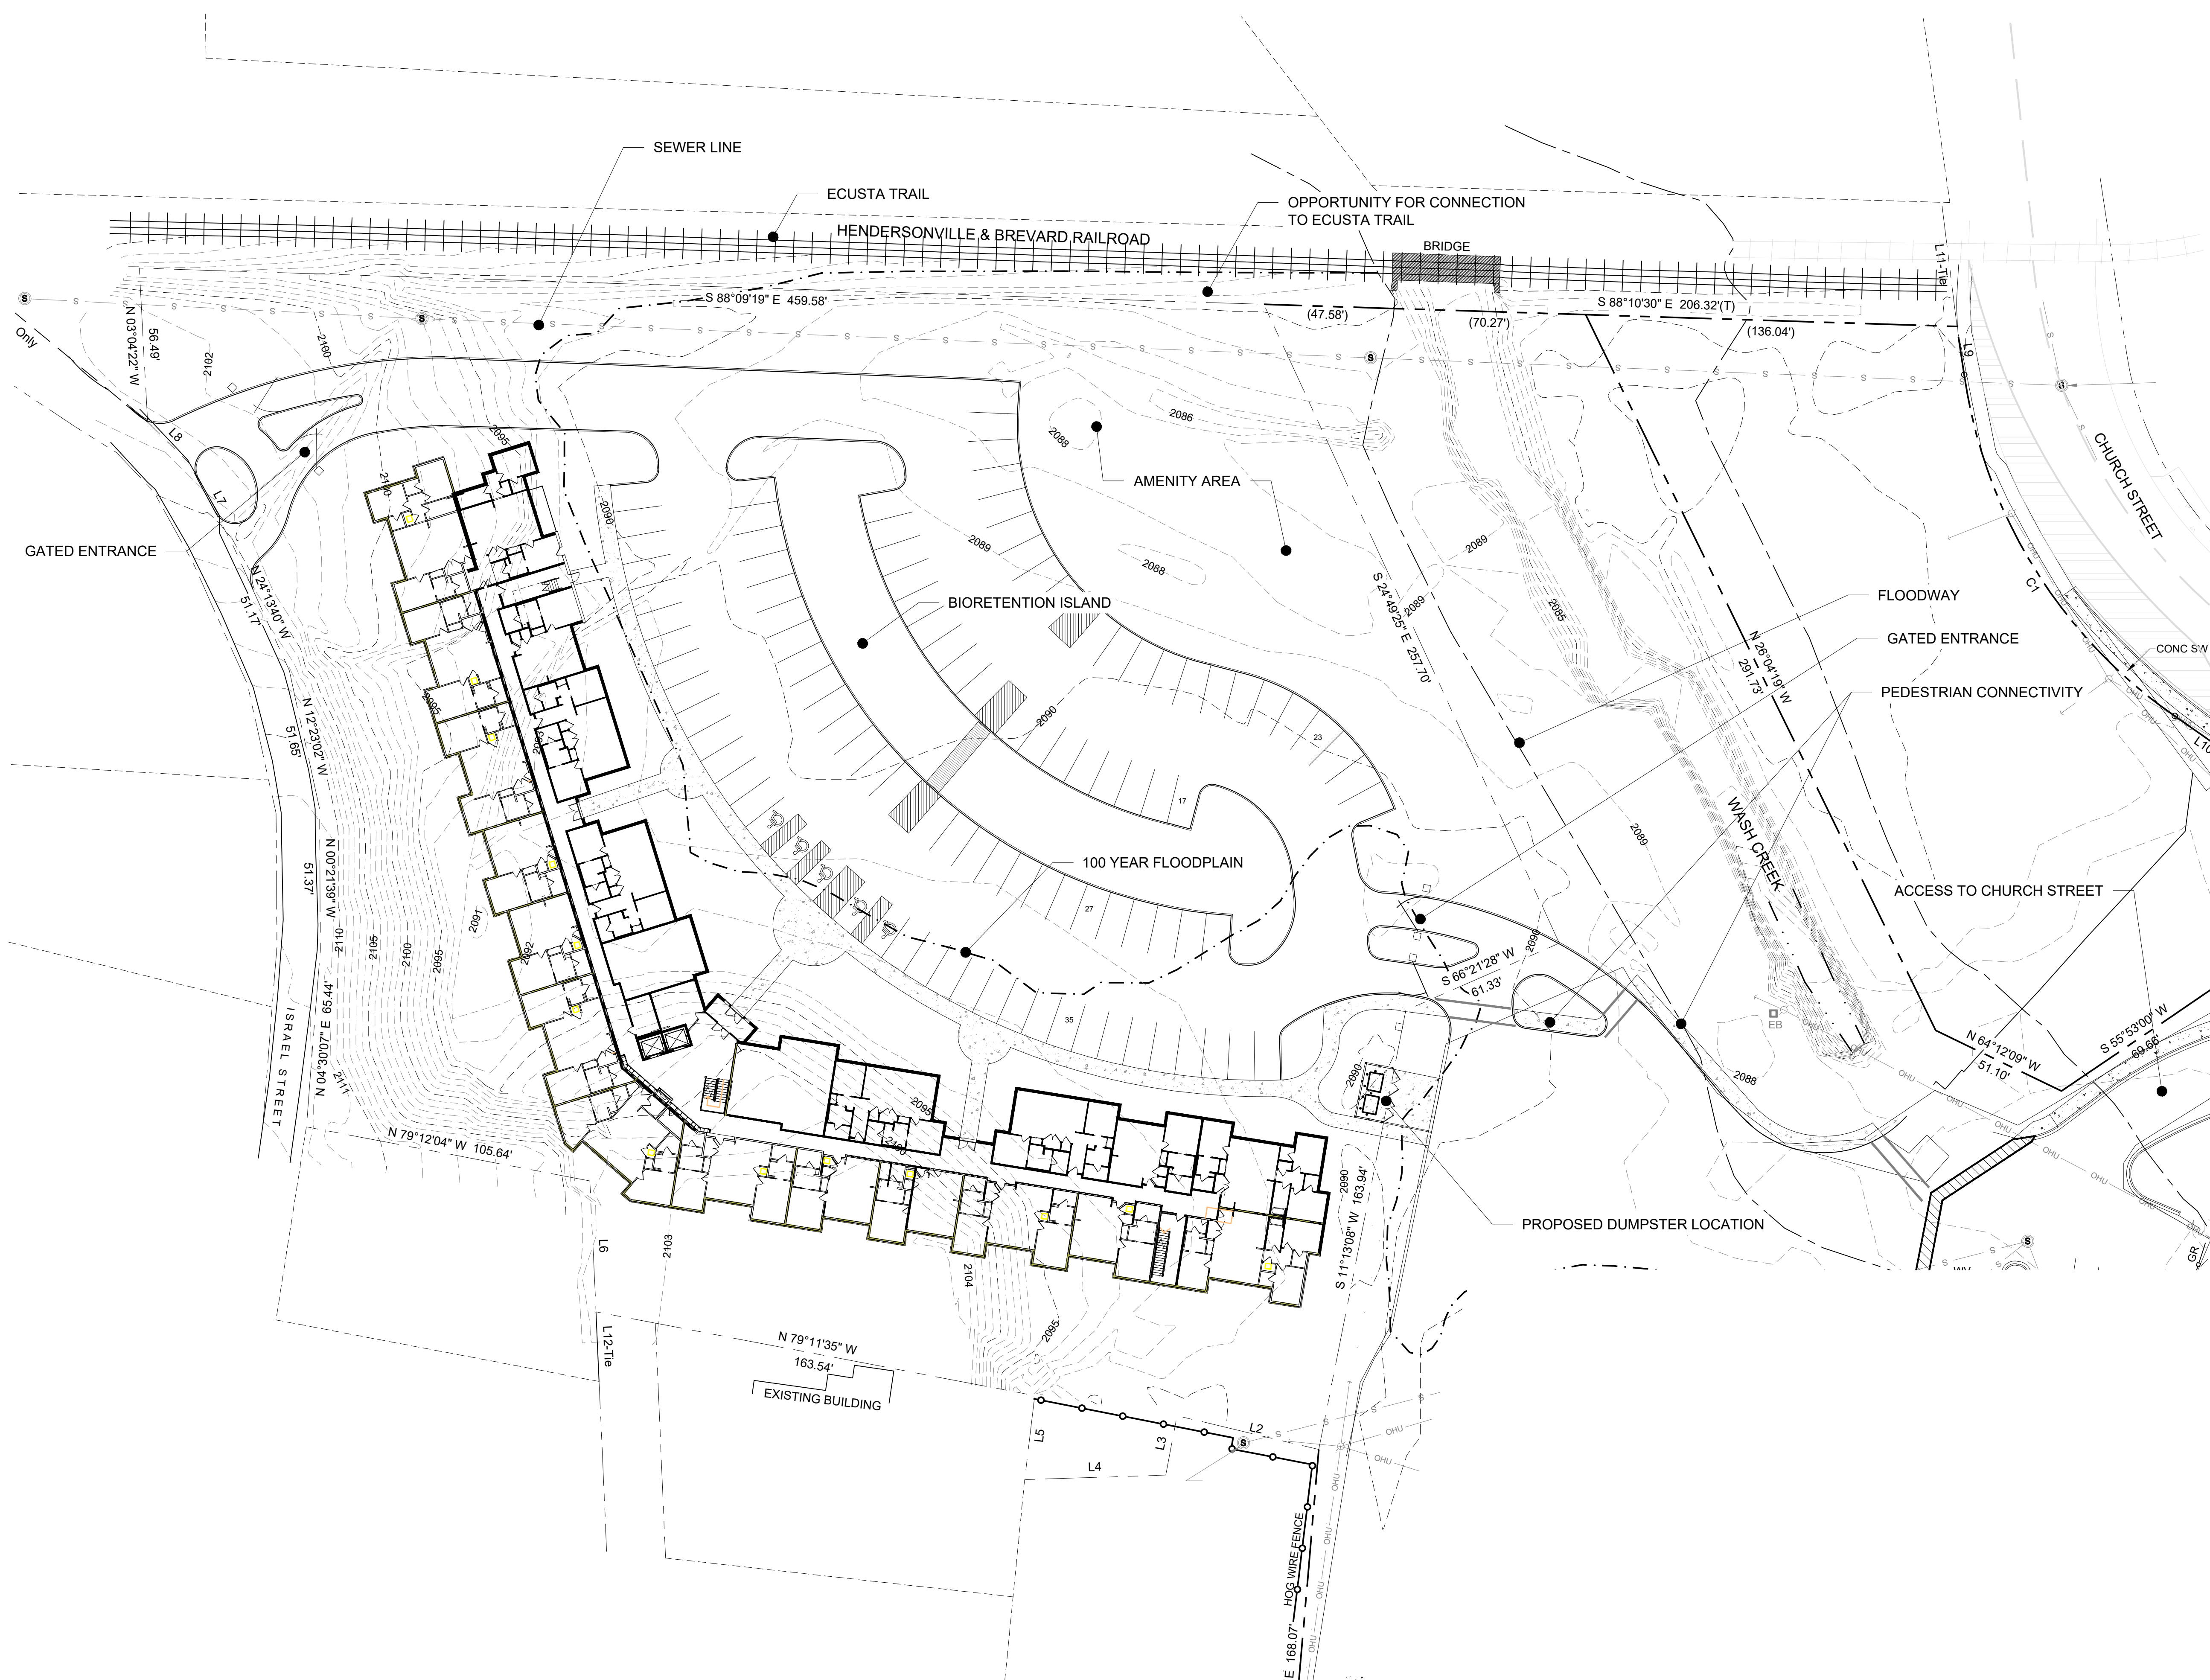 SEWER LINE
ECUSTA TRAIL
OPPORTUNITY FOR CONNECTION
TO ECUSTA TRAIL
HENDERSONVILLE & BREVARD RAILROAD
BRIDGE
L11-Tie
S 88°09'19" E 459.58'
(47.58')
(70.27')
S 88°10'30" E 206.32'(T)
(136.04')
Only
N 03°04'22" W
56.49'
2102
2100
L8
L7
L9
2086
2088
2095
2100
2090
AMENITY AREA
CHURCH STREET
GATED ENTRANCE
N 24°13'40" W
51.17'
2089
2088
2089
2089
2085
S 24°49'25" E 257.70'
BIORETENTION ISLAND
FLOODWAY
GATED ENTRANCE
PEDESTRIAN CONNECTIVITY
C1
CONC SW
L10
N 26°04'19" W
291.73'
N 12°23'02" W
51.65'
2095
2090
23
17
2089
WASH CREEK
N 00°21'39" W
51.37'
100 YEAR FLOODPLAIN
ACCESS TO CHURCH STREET
27
2110
2105
2100
2095
2091
2092
S 66°21'28" W
61.33'
2090
35
EB
N 04°30'07" E 65.44'
2111
ISRAEL STREET
N 64°12'09" W
51.10'
S 55°53'00" W
69.66'
2090
2088
2095
2100
N 79°12'04" W 105.64'
2090
S 11°13'08" W 163.94'
PROPOSED DUMPSTER LOCATION
L6
2103
2104
2095
L12-Tie
N 79°11'35" W
163.54'
EXISTING BUILDING
GR
L5
L3
L2
L4
S
OHU
HOG WIRE FENCE
E 168.07'